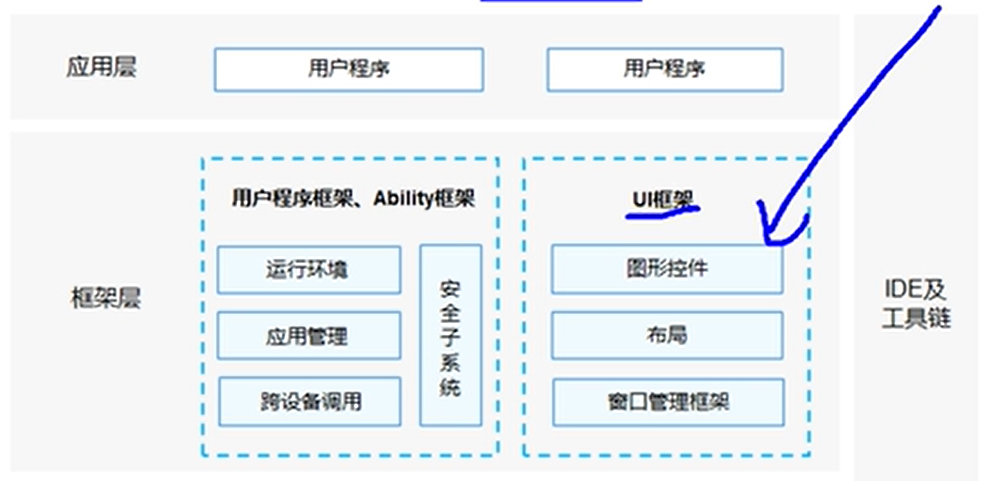 应用层
用户程序
用户程序
框架层
用户程序框架、Ability框架
运行环境
应用管理
跨设备调用
安全子系统
UI框架
图形控件
布局
窗口管理框架
IDE及
工具链